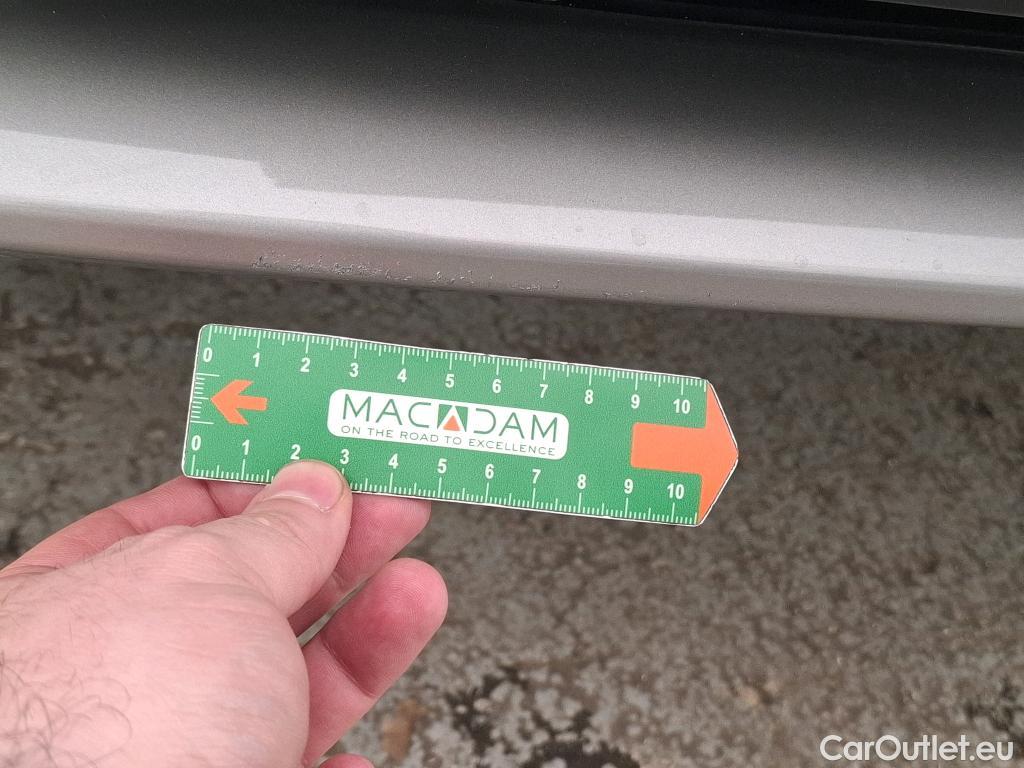 0 1 2 3 4 5 6 7 8 9 10
MACADAM
ON THE ROAD TO EXCELLENCE
0 1 2 3 4 5 6 7 8 9 10
CarOutlet.eu